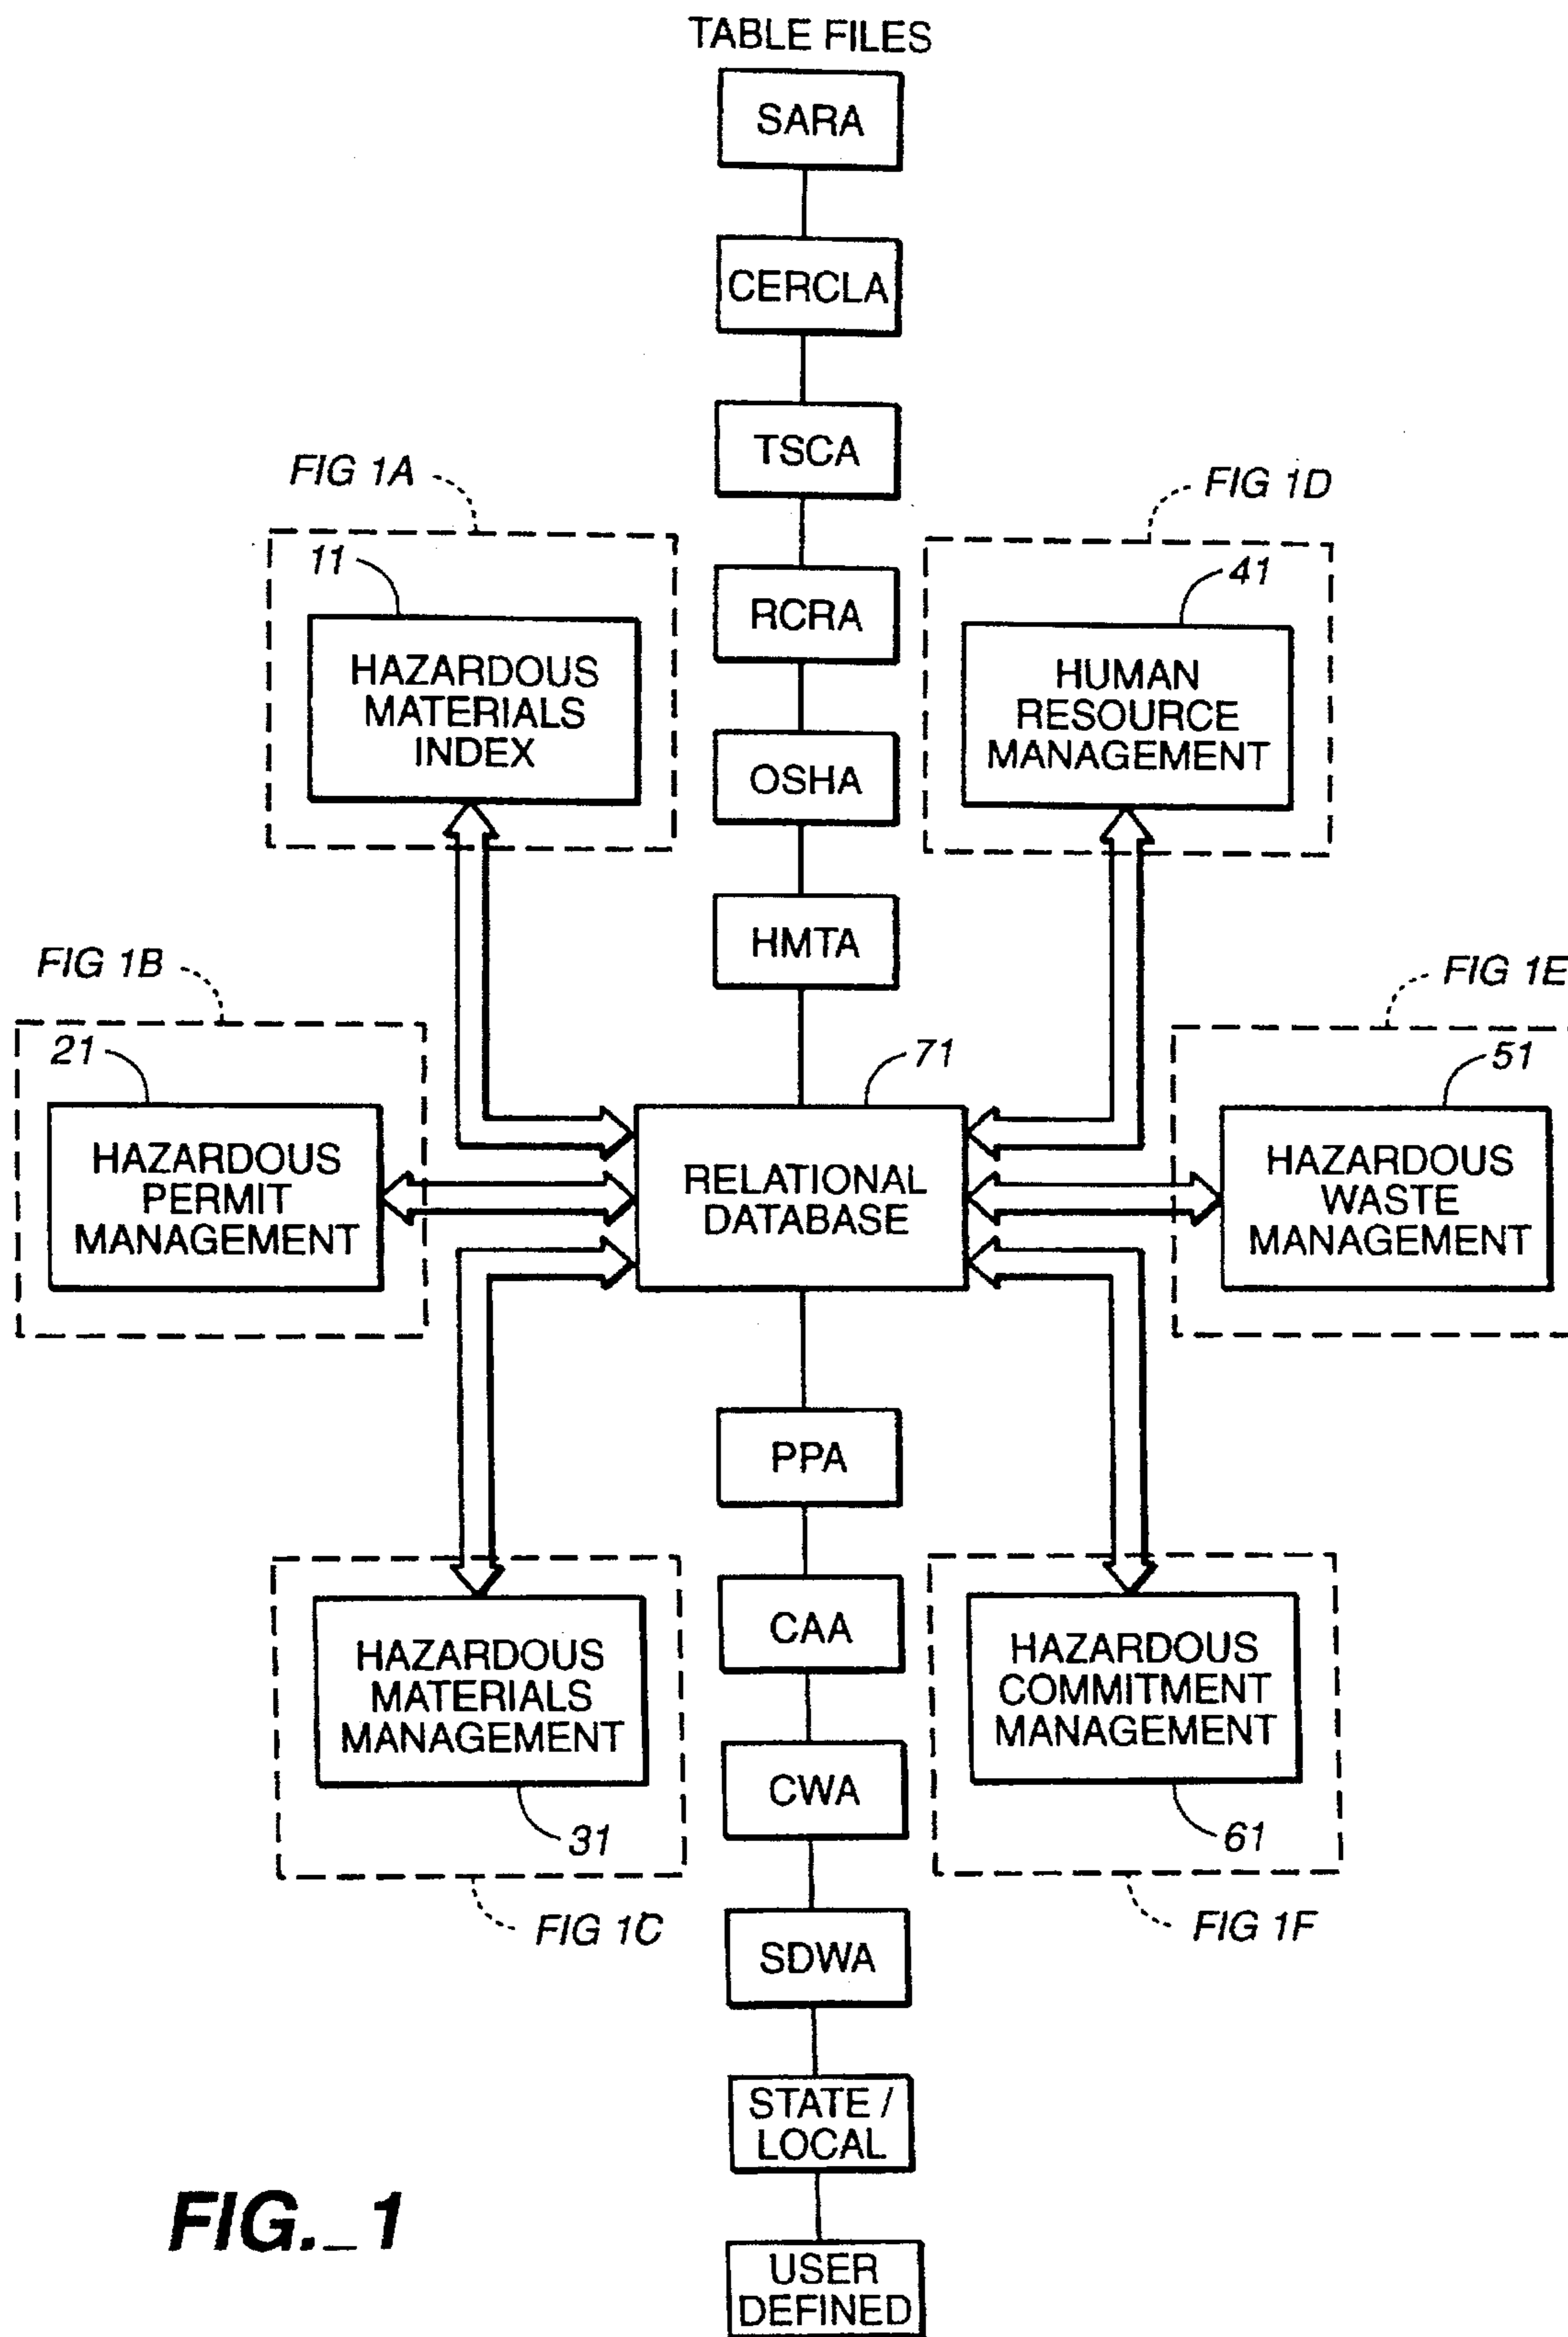 TABLE FILES
SARA
CERCLA
TSCA
FIG 1A
FIG 1D
11
RCRA
41
HAZARDOUS
MATERIALS
INDEX
HUMAN
RESOURCE
MANAGEMENT
OSHA
HMTA
FIG 1B
FIG 1E
21
71
51
HAZARDOUS
PERMIT
MANAGEMENT
RELATIONAL
DATABASE
HAZARDOUS
WASTE
MANAGEMENT
PPA
CAA
HAZARDOUS
MATERIALS
MANAGEMENT
HAZARDOUS
COMMITMENT
MANAGEMENT
CWA
31
61
FIG 1C
FIG 1F
SDWA
STATE /
LOCAL
FIG._1
USER
DEFINED